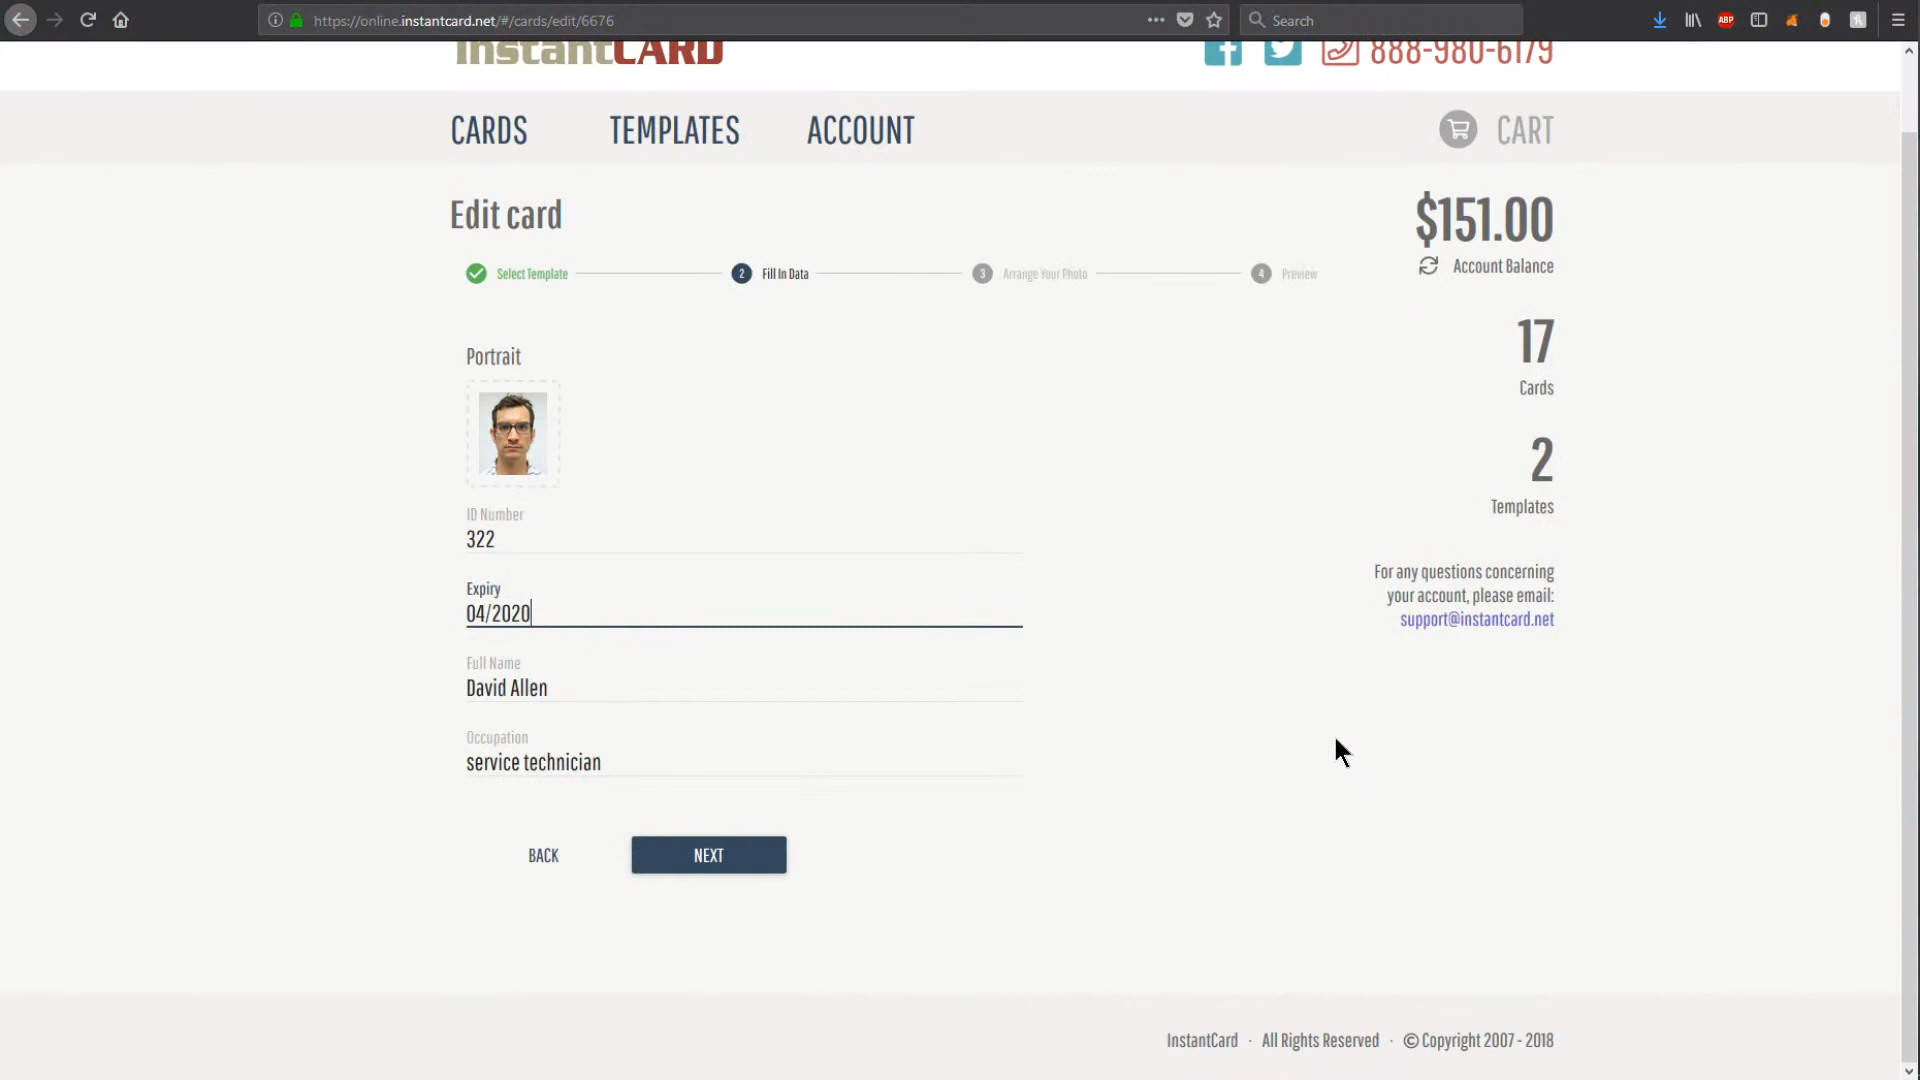 https://online.instantcard.net/#/cards/edit/6676
Search
ABP
InstantCARD
888-980-6179
CARDS
TEMPLATES
ACCOUNT
CART
Edit card
$151.00
Account Balance
Select Template
2 Fill In Data
3 Arrange Your Photo
4 Preview
17
Cards
Portrait
2
Templates
ID Number
322
For any questions concerning
your account, please email:
support@instantcard.net
Expiry
04/2020
Full Name
David Allen
Occupation
service technician
BACK
NEXT
InstantCard · All Rights Reserved · © Copyright 2007 - 2018